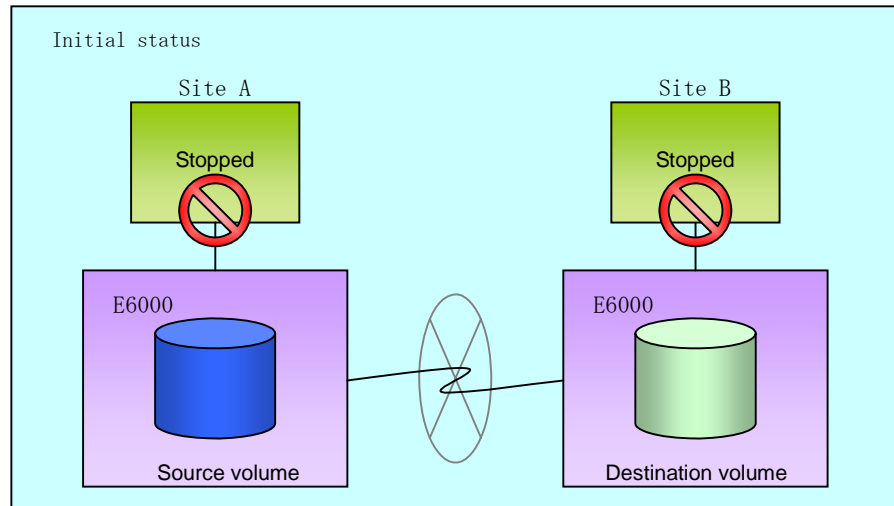 Initial status
Site A
Site B
Stopped
Stopped
E6000
E6000
Source volume
Destination volume